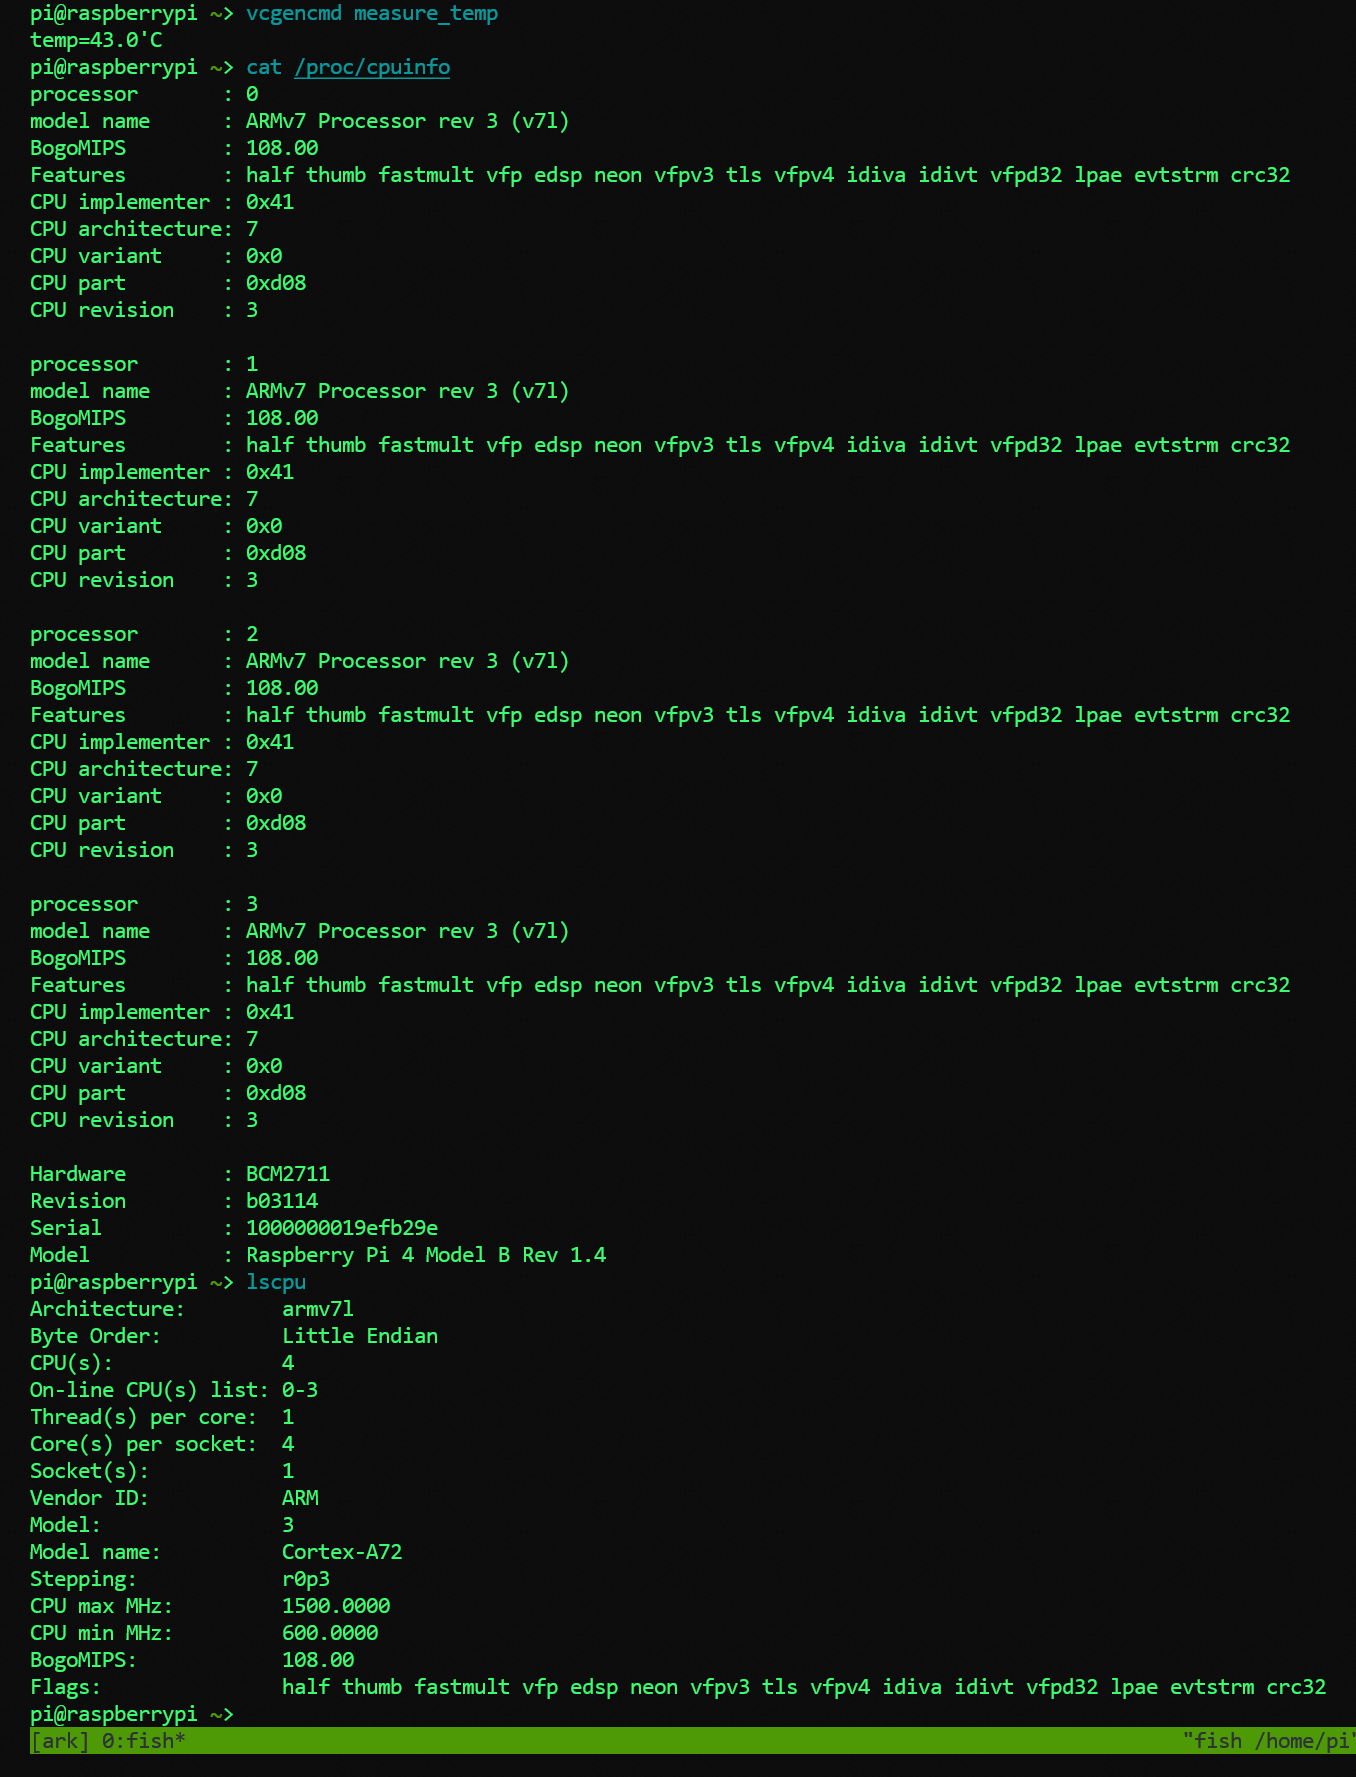 pi@raspberrypi ~> vcgencmd measure_temp
temp=43.0'C
pi@raspberrypi ~> cat /proc/cpuinfo
processor       : 0
model name      : ARMv7 Processor rev 3 (v7l)
BogoMIPS        : 108.00
Features        : half thumb fastmult vfp edsp neon vfpv3 tls vfpv4 idiva idivt vfpd32 lpae evtstrm crc32
CPU implementer : 0x41
CPU architecture: 7
CPU variant     : 0x0
CPU part        : 0xd08
CPU revision    : 3

processor       : 1
model name      : ARMv7 Processor rev 3 (v7l)
BogoMIPS        : 108.00
Features        : half thumb fastmult vfp edsp neon vfpv3 tls vfpv4 idiva idivt vfpd32 lpae evtstrm crc32
CPU implementer : 0x41
CPU architecture: 7
CPU variant     : 0x0
CPU part        : 0xd08
CPU revision    : 3

processor       : 2
model name      : ARMv7 Processor rev 3 (v7l)
BogoMIPS        : 108.00
Features        : half thumb fastmult vfp edsp neon vfpv3 tls vfpv4 idiva idivt vfpd32 lpae evtstrm crc32
CPU implementer : 0x41
CPU architecture: 7
CPU variant     : 0x0
CPU part        : 0xd08
CPU revision    : 3

processor       : 3
model name      : ARMv7 Processor rev 3 (v7l)
BogoMIPS        : 108.00
Features        : half thumb fastmult vfp edsp neon vfpv3 tls vfpv4 idiva idivt vfpd32 lpae evtstrm crc32
CPU implementer : 0x41
CPU architecture: 7
CPU variant     : 0x0
CPU part        : 0xd08
CPU revision    : 3

Hardware        : BCM2711
Revision        : b03114
Serial          : 1000000019efb29e
Model           : Raspberry Pi 4 Model B Rev 1.4
pi@raspberrypi ~> lscpu
Architecture:        armv7l
Byte Order:          Little Endian
CPU(s):              4
On-line CPU(s) list: 0-3
Thread(s) per core:  1
Core(s) per socket:  4
Socket(s):           1
Vendor ID:           ARM
Model:               3
Model name:          Cortex-A72
Stepping:            r0p3
CPU max MHz:         1500.0000
CPU min MHz:         600.0000
BogoMIPS:            108.00
Flags:               half thumb fastmult vfp edsp neon vfpv3 tls vfpv4 idiva idivt vfpd32 lpae evtstrm crc32
pi@raspberrypi ~>
[ark] 0:fish* "fish /home/pi"